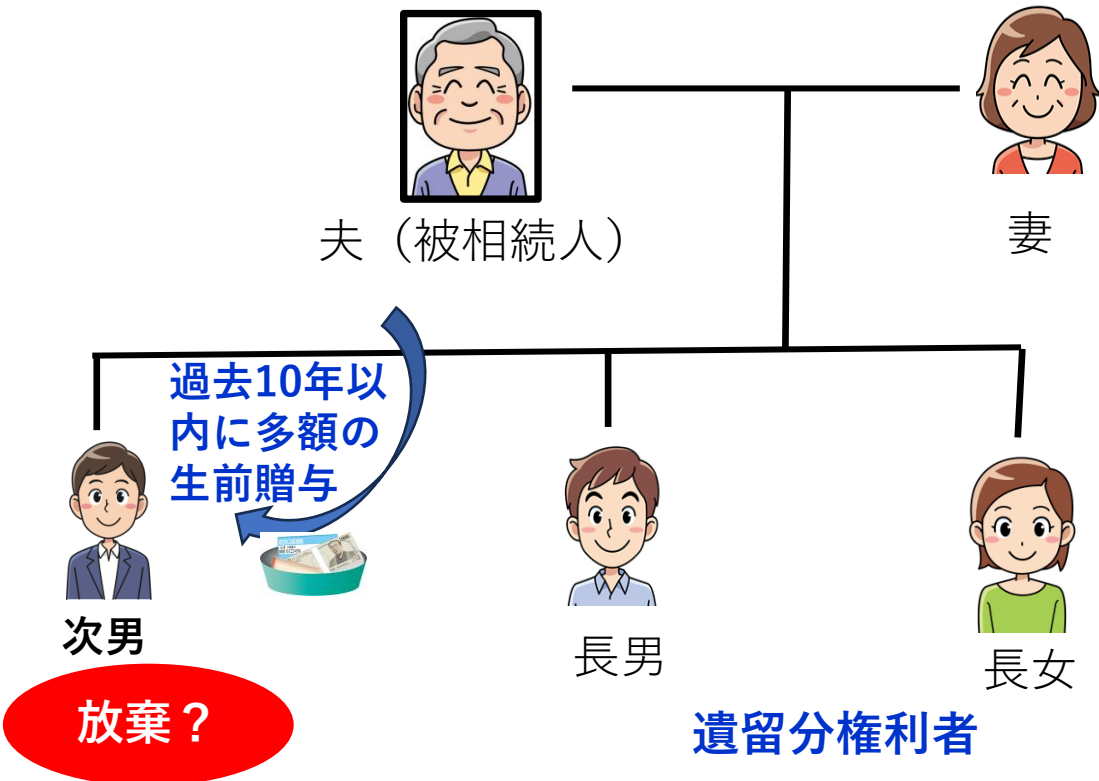 夫（被相続人）
妻
過去10年以
内に多額の
生前贈与
次男
長男
長女
放棄？
遺留分権利者